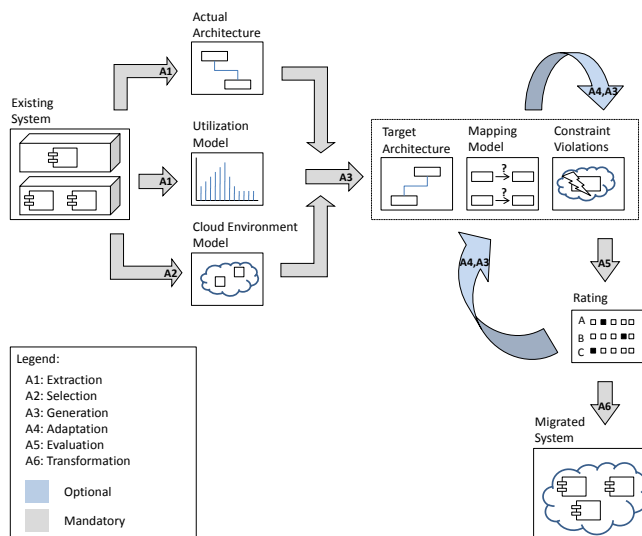 Actual
Architecture
A1
A4,A3
Existing
System
Utilization
Model
A1
Target
Architecture
Mapping
Model
Constraint
Violations
?
?
A3
Cloud Environment
Model
A2
A4,A3
A5
Rating
A
B
C
A6
Legend:
A1: Extraction
A2: Selection
A3: Generation
A4: Adaptation
A5: Evaluation
A6: Transformation
Optional
Mandatory
Migrated
System